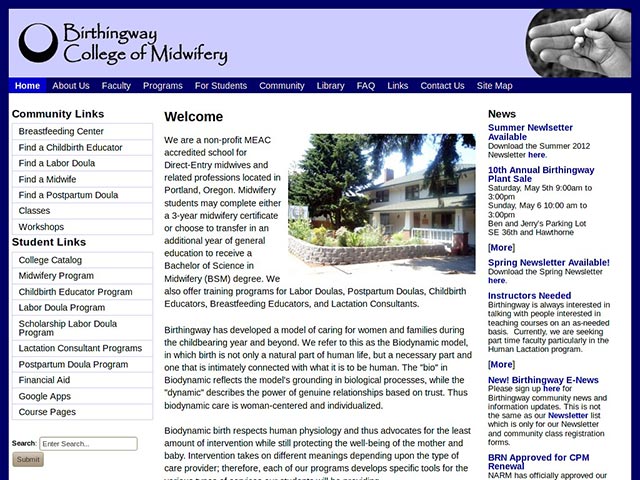 Birthingway
College of Midwifery
Home About Us Faculty Programs For Students Community Library FAQ Links Contact Us Site Map
Community Links
Breastfeeding Center
Find a Childbirth Educator
Find a Labor Doula
Find a Midwife
Find a Postpartum Doula
Classes
Workshops
Student Links
College Catalog
Midwifery Program
Childbirth Educator Program
Labor Doula Program
Scholarship Labor Doula
Program
Lactation Consultant Programs
Postpartum Doula Program
Financial Aid
Google Apps
Course Pages
Search: Enter Search...
Submit
Welcome
We are a non-profit MEAC
accredited school for
Direct-Entry midwives and
related professions located in
Portland, Oregon. Midwifery
students may complete either
a 3-year midwifery certificate
or choose to transfer in an
additional year of general
education to receive a
Bachelor of Science in
Midwifery (BSM) degree. We
also offer training programs for Labor Doulas, Postpartum Doulas, Childbirth
Educators, Breastfeeding Educators, and Lactation Consultants.
Birthingway has developed a model of caring for women and families during
the childbearing year and beyond. We refer to this as the Biodynamic model,
in which birth is not only a natural part of human life, but a necessary part and
one that is intimately connected with what it is to be human. The "bio" in
Biodynamic reflects the model's grounding in biological processes, while the
"dynamic" describes the power of genuine relationships based on trust. Thus
biodynamic care is woman-centered and individualized.
Biodynamic birth respects human physiology and thus advocates for the least
amount of intervention while still protecting the well-being of the mother and
baby. Intervention takes on different meanings depending upon the type of
care provider; therefore, each of our programs develops specific tools for the
various types of services our students will be providing.
News
Summer Newlsetter
Available
Download the Summer 2012
Newsletter here.
10th Annual Birthingway
Plant Sale
Saturday, May 5th 9:00am to
3:00pm
Sunday, May 6 10:00 am to
3:00pm
Ben and Jerry's Parking Lot
SE 36th and Hawthorne
[More]
Spring Newsletter Available!
Download the Spring Newsletter
here.
Instructors Needed
Birthingway is always interested in
talking with people interested in
teaching courses on an as-needed
basis. Currently, we are seeking
part time faculty particularly in the
Human Lactation program.
[More]
New! Birthingway E-News
Please sign up here for
Birthingway community news and
information updates. This is not
the same as our Newsletter list
which is only for our Newsletter
and community class registration
forms.
BRN Approved for CPM
Renewal
NARM has officially approved our